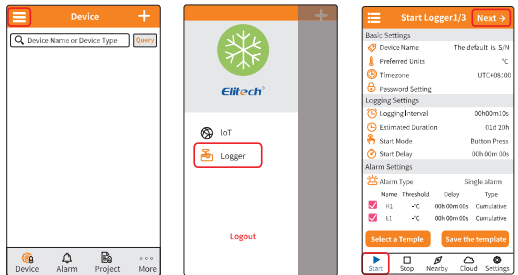 Device
Device Name or Device Type
Query
Device
Alarm
Project
More
Elitech
IoT
Logger
Logout
Start Logger1/3
Next →
Basic Settings
Device Name
The default is S/N
Preferred Units
℃
Timezone
UTC+08:00
Password Setting
Logging Settings
Logging Interval
00h00m10s
Estimated Duration
01d 20h
Start Mode
Button Press
Start Delay
00h 00m 00s
Alarm Settings
Alarm Type
Single alarm
Name Threshold Delay Type
H1 -℃ 00h 00m 00s Cumulative
L1 -℃ 00h 00m 00s Cumulative
Select a Temple
Save the template
Start
Stop
Nearby
Cloud
Settings